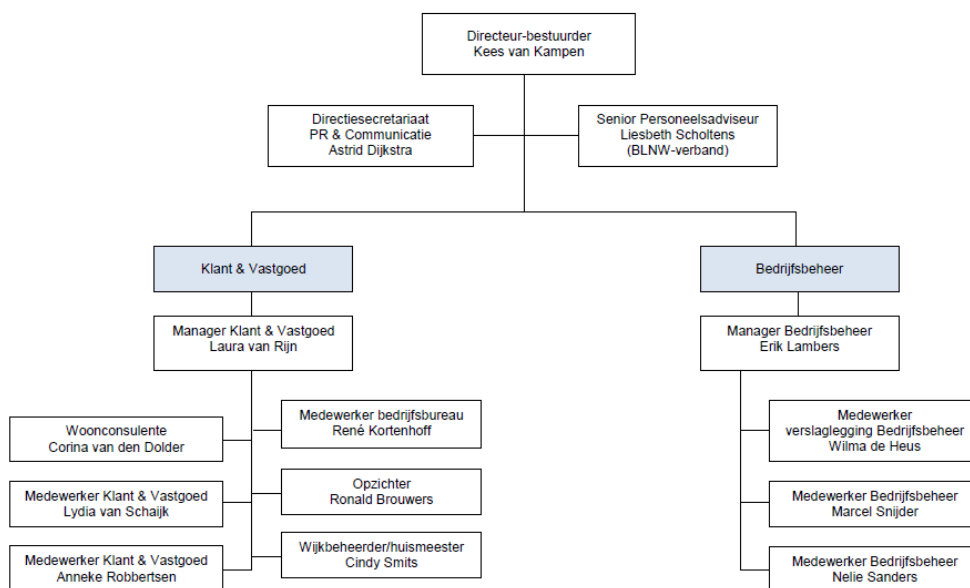 Directeur-bestuurder
Kees van Kampen
Directiesecretariaat
PR & Communicatie
Astrid Dijkstra
Senior Personeelsadviseur
Liesbeth Scholtens
(BLNW-verband)
Klant & Vastgoed
Bedrijfsbeheer
Manager Klant & Vastgoed
Laura van Rijn
Manager Bedrijfsbeheer
Erik Lambers
Woonconsulente
Corina van den Dolder
Medewerker bedrijfsbureau
René Kortenhoff
Medewerker
verslaglegging Bedrijfsbeheer
Wilma de Heus
Medewerker Klant & Vastgoed
Lydia van Schaijk
Opzichter
Ronald Brouwers
Medewerker Bedrijfsbeheer
Marcel Snijder
Medewerker Klant & Vastgoed
Anneke Robbertsen
Wijkbeheerder/huismeester
Cindy Smits
Medewerker Bedrijfsbeheer
Nelie Sanders